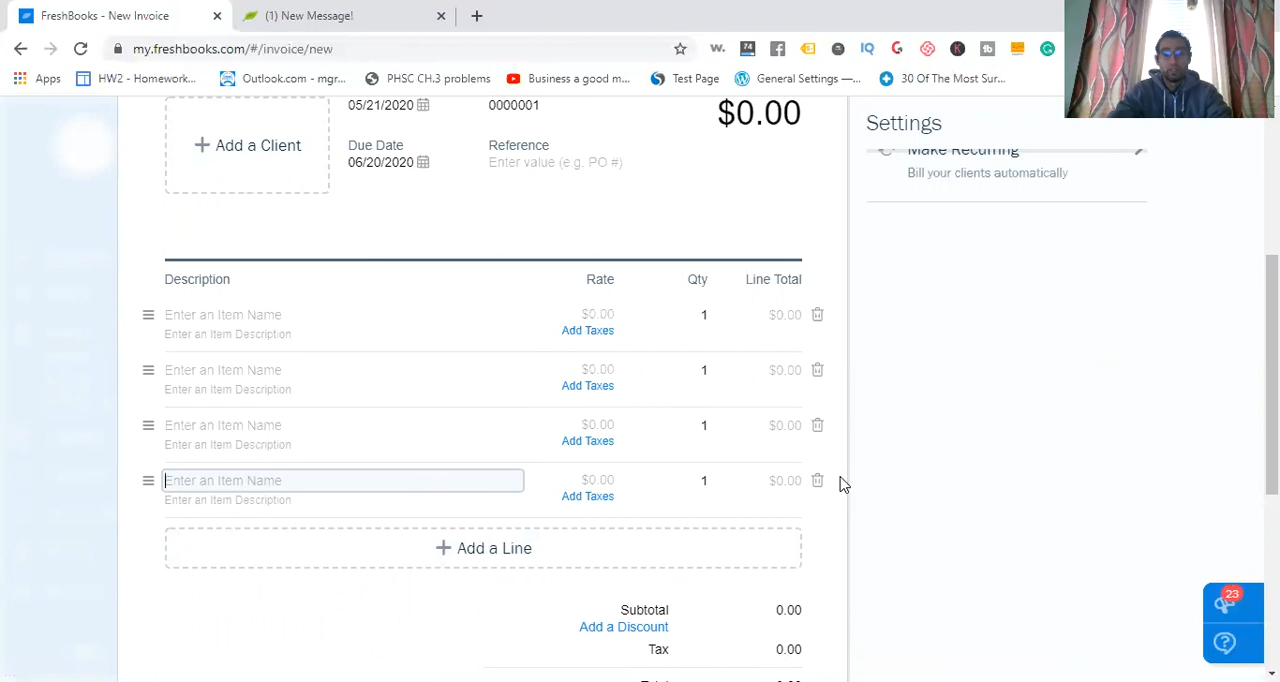 FreshBooks - New Invoice
(1) New Message!
my.freshbooks.com/#/invoice/new
w.
74
IQ
G
K
tb
Apps
HW2 - Homework...
Outlook.com - mgr...
PHSC CH.3 problems
Business a good m...
Test Page
General Settings —...
30 Of The Most Sur...
+ Add a Client
05/21/2020
0000001
$0.00
Due Date
Reference
06/20/2020
Enter value (e.g. PO #)
Settings
Make Recurring
Bill your clients automatically
Description Rate Qty Line Total
Enter an Item Name $0.00 1 $0.00
Enter an Item Description Add Taxes
Enter an Item Name $0.00 1 $0.00
Enter an Item Description Add Taxes
Enter an Item Name $0.00 1 $0.00
Enter an Item Description Add Taxes
Enter an Item Name $0.00 1 $0.00
Enter an Item Description Add Taxes
+ Add a Line
Subtotal 0.00
Add a Discount
Tax 0.00
23